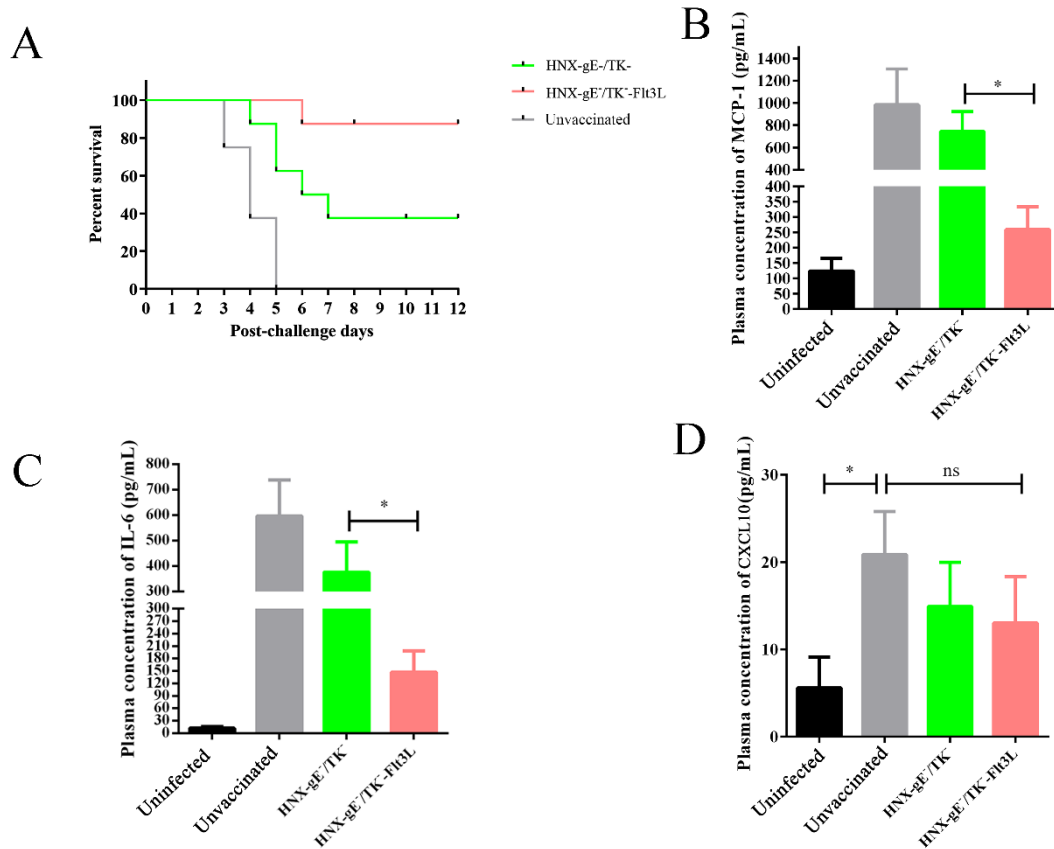 A
HNX-gE-/TK-
HNX-gE⁻/TK⁻-Flt3L
Unvaccinated
Percent survival
100
80
60
40
20
0
0 1 2 3 4 5 6 7 8 9 10 11 12
Post-challenge days
B
Plasma concentration of MCP-1 (pg/mL)
1400
1200
1000
800
600
400
400
350
300
250
200
150
100
50
0
*
Uninfected
Unvaccinated
HNX-gE⁻/TK⁻
HNX-gE⁻/TK⁻-Flt3L
C
Plasma concentration of IL-6 (pg/mL)
800
700
600
500
400
300
300
270
240
210
180
150
120
90
60
30
0
*
Uninfected
Unvaccinated
HNX-gE⁻/TK⁻
HNX-gE⁻/TK⁻-Flt3L
D
Plasma concentration of CXCL10(pg/mL)
30
20
10
0
*
ns
Uninfected
Unvaccinated
HNX-gE⁻/TK⁻
HNX-gE⁻/TK⁻-Flt3L